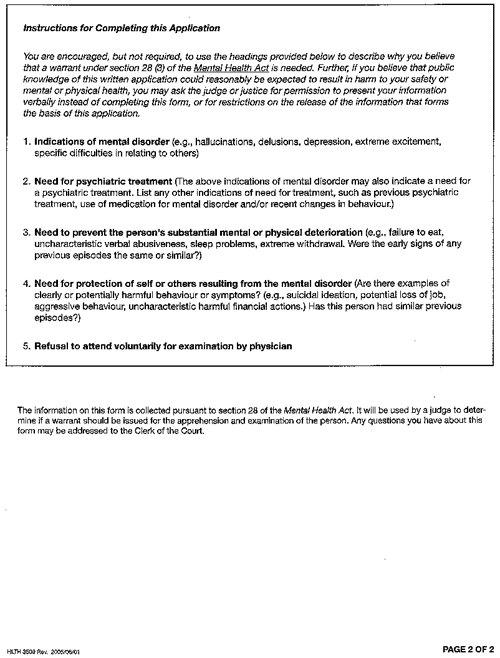 Instructions for Completing this Application
You are encouraged, but not required, to use the headings provided below to describe why you believe
that a warrant under section 28 (3) of the Mental Health Act is needed. Further, if you believe that public
knowledge of this written application could reasonably be expected to result in harm to your safety or
mental or physical health, you may ask the judge or justice for permission to present your information
verbally instead of completing this form, or for restrictions on the release of the information that forms
the basis of this application.
1. Indications of mental disorder (e.g., hallucinations, delusions, depression, extreme excitement,
specific difficulties in relating to others)
2. Need for psychiatric treatment (The above indications of mental disorder may also indicate a need for
a psychiatric treatment. List any other indications of need for treatment, such as previous psychiatric
treatment, use of medication for mental disorder and/or recent changes in behaviour.)
3. Need to prevent the person's substantial mental or physical deterioration (e.g., failure to eat,
uncharacteristic verbal abusiveness, sleep problems, extreme withdrawal. Were the early signs of any
previous episodes the same or similar?)
4. Need for protection of self or others resulting from the mental disorder (Are there examples of
clearly or potentially harmful behaviour or symptoms? (e.g., suicidal ideation, potential loss of job,
aggressive behaviour, uncharacteristic harmful financial actions.) Has this person had similar previous
episodes?)
5. Refusal to attend voluntarily for examination by physician
The information on this form is collected pursuant to section 28 of the Mental Health Act. It will be used by a judge to deter-
mine if a warrant should be issued for the apprehension and examination of the person. Any questions you have about this
form may be addressed to the Clerk of the Court.
HLTH 3509 Rev. 2005/06/01
PAGE 2 OF 2